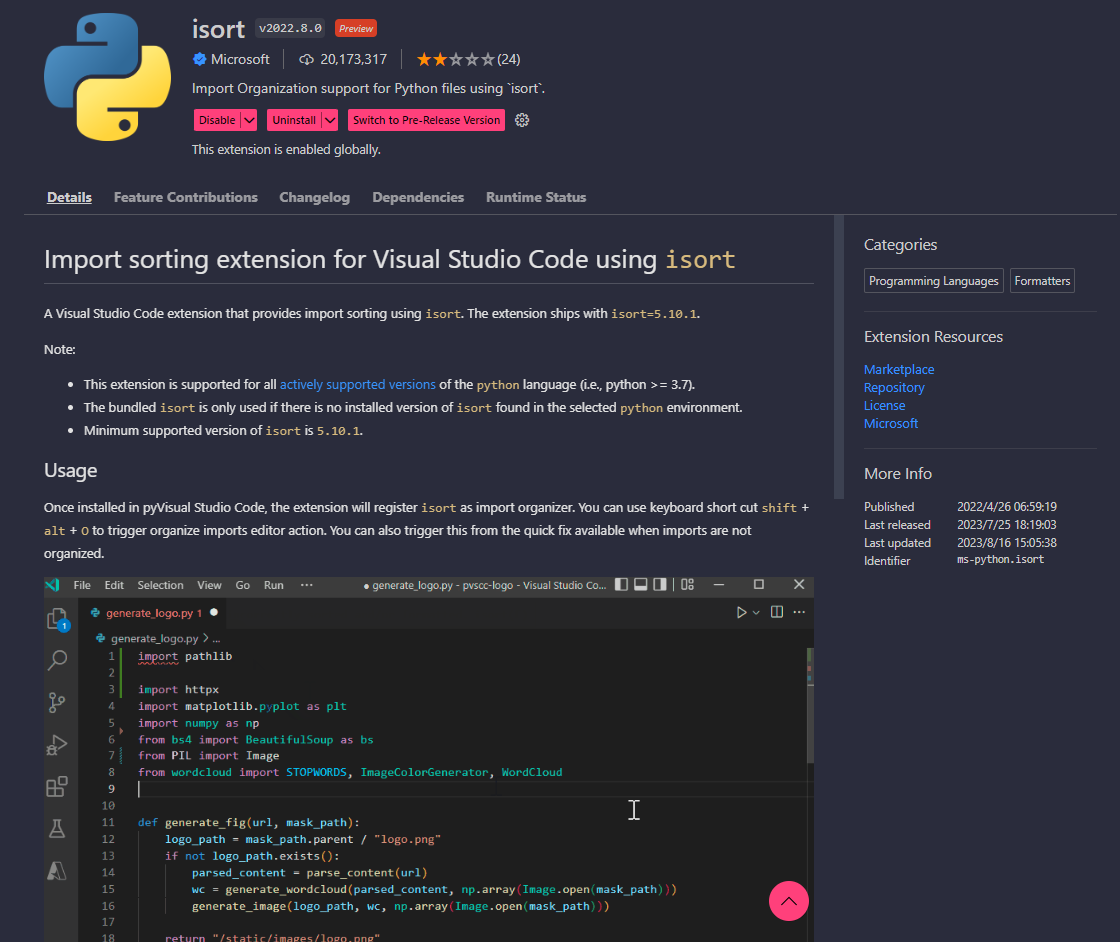 isort v2022.8.0 Preview
Microsoft 20,173,317 (24)
Import Organization support for Python files using `isort`.
Disable Uninstall Switch to Pre-Release Version
This extension is enabled globally.
Details Feature Contributions Changelog Dependencies Runtime Status
Import sorting extension for Visual Studio Code using isort
A Visual Studio Code extension that provides import sorting using isort. The extension ships with isort=5.10.1.
Note:
• This extension is supported for all actively supported versions of the python language (i.e., python >= 3.7).
• The bundled isort is only used if there is no installed version of isort found in the selected python environment.
• Minimum supported version of isort is 5.10.1.
Usage
Once installed in pyVisual Studio Code, the extension will register isort as import organizer. You can use keyboard short cut shift +
alt + O to trigger organize imports editor action. You can also trigger this from the quick fix available when imports are not
organized.
File Edit Selection View Go Run ··· ● generate_logo.py - pvscc-logo - Visual Studio Co...
1 generate_logo.py 1 ●
generate_logo.py > ...
1 import pathlib
2
3 import httpx
4 import matplotlib.pyplot as plt
5 import numpy as np
6 from bs4 import BeautifulSoup as bs
7 from PIL import Image
8 from wordcloud import STOPWORDS, ImageColorGenerator, WordCloud
9
10
11 def generate_fig(url, mask_path):
12 logo_path = mask_path.parent / "logo.png"
13 if not logo_path.exists():
14 parsed_content = parse_content(url)
15 wc = generate_wordcloud(parsed_content, np.array(Image.open(mask_path)))
16 generate_image(logo_path, wc, np.array(Image.open(mask_path)))
17
18 return "/static/images/logo.png"
Categories
Programming Languages Formatters
Extension Resources
Marketplace
Repository
License
Microsoft
More Info
Published 2022/4/26 06:59:19
Last released 2023/7/25 18:19:03
Last updated 2023/8/16 15:05:38
Identifier ms-python.isort